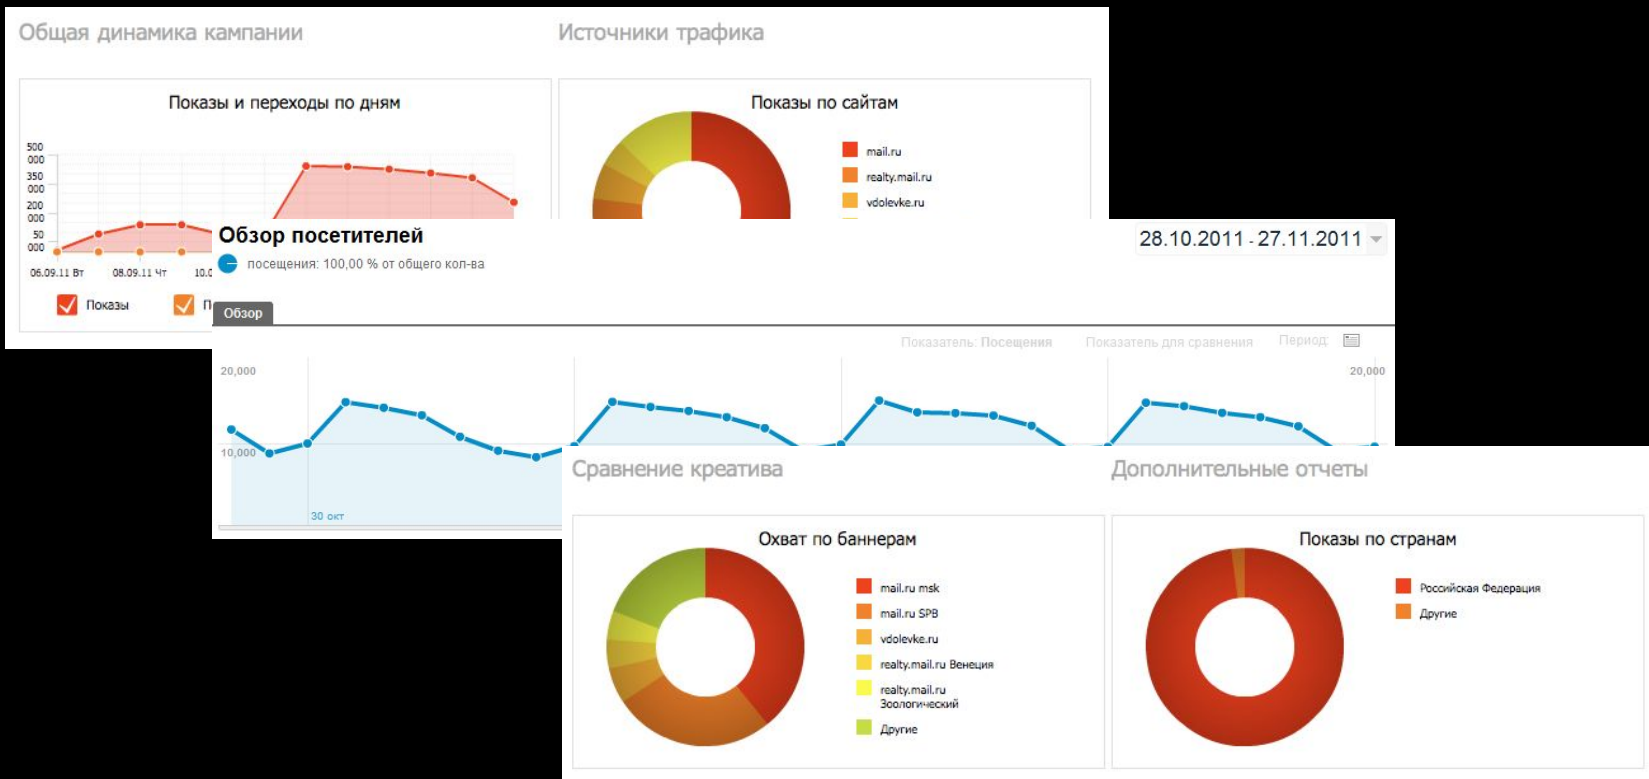 Общая динамика кампании
Источники трафика
Показы и переходы по дням
500
000
350
000
200
000
50
000
06.09.11 Вт
08.09.11 Чт
10.0
Показы
П
Показы по сайтам
mail.ru
realty.mail.ru
vdolevke.ru
Обзор посетителей
28.10.2011 - 27.11.2011
посещения: 100,00 % от общего кол-ва
Обзор
Показатель: Посещения
Показатель для сравнения
Период:
20,000
20,000
10,000
30 окт
Сравнение креатива
Дополнительные отчеты
Охват по баннерам
mail.ru msk
mail.ru SPB
vdolevke.ru
realty.mail.ru Венеция
realty.mail.ru
Зоологический
Другие
Показы по странам
Российская Федерация
Другие